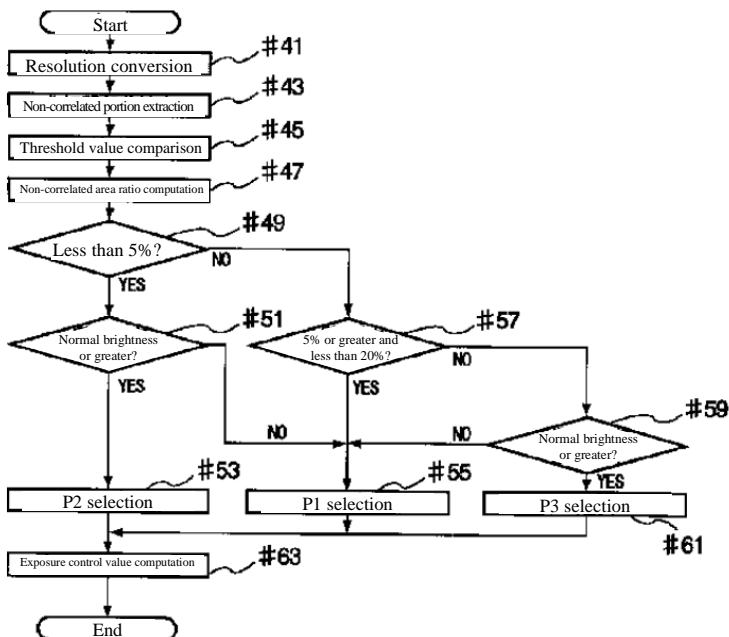 Start
#41
Resolution conversion
#43
Non-correlated portion extraction
#45
Threshold value comparison
#47
Non-correlated area ratio computation
#49
Less than 5%?
NO
YES
#51
Normal brightness
or greater?
YES
NO
#57
5% or greater and
less than 20%?
NO
YES
#59
Normal brightness
or greater?
NO
YES
#53
P2 selection
#55
P1 selection
P3 selection
#61
#63
Exposure control value computation
End